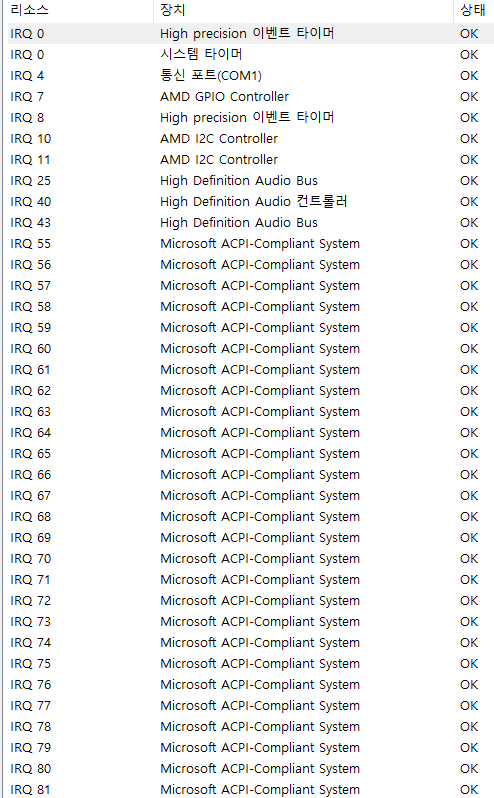 리소스 장치 상태
IRQ 0 High precision 이벤트 타이머 OK
IRQ 0 시스템 타이머 OK
IRQ 4 통신 포트(COM1) OK
IRQ 7 AMD GPIO Controller OK
IRQ 8 High precision 이벤트 타이머 OK
IRQ 10 AMD I2C Controller OK
IRQ 11 AMD I2C Controller OK
IRQ 25 High Definition Audio Bus OK
IRQ 40 High Definition Audio 컨트롤러 OK
IRQ 43 High Definition Audio Bus OK
IRQ 55 Microsoft ACPI-Compliant System OK
IRQ 56 Microsoft ACPI-Compliant System OK
IRQ 57 Microsoft ACPI-Compliant System OK
IRQ 58 Microsoft ACPI-Compliant System OK
IRQ 59 Microsoft ACPI-Compliant System OK
IRQ 60 Microsoft ACPI-Compliant System OK
IRQ 61 Microsoft ACPI-Compliant System OK
IRQ 62 Microsoft ACPI-Compliant System OK
IRQ 63 Microsoft ACPI-Compliant System OK
IRQ 64 Microsoft ACPI-Compliant System OK
IRQ 65 Microsoft ACPI-Compliant System OK
IRQ 66 Microsoft ACPI-Compliant System OK
IRQ 67 Microsoft ACPI-Compliant System OK
IRQ 68 Microsoft ACPI-Compliant System OK
IRQ 69 Microsoft ACPI-Compliant System OK
IRQ 70 Microsoft ACPI-Compliant System OK
IRQ 71 Microsoft ACPI-Compliant System OK
IRQ 72 Microsoft ACPI-Compliant System OK
IRQ 73 Microsoft ACPI-Compliant System OK
IRQ 74 Microsoft ACPI-Compliant System OK
IRQ 75 Microsoft ACPI-Compliant System OK
IRQ 76 Microsoft ACPI-Compliant System OK
IRQ 77 Microsoft ACPI-Compliant System OK
IRQ 78 Microsoft ACPI-Compliant System OK
IRQ 79 Microsoft ACPI-Compliant System OK
IRQ 80 Microsoft ACPI-Compliant System OK
IRQ 81 Microsoft ACPI-Compliant System OK